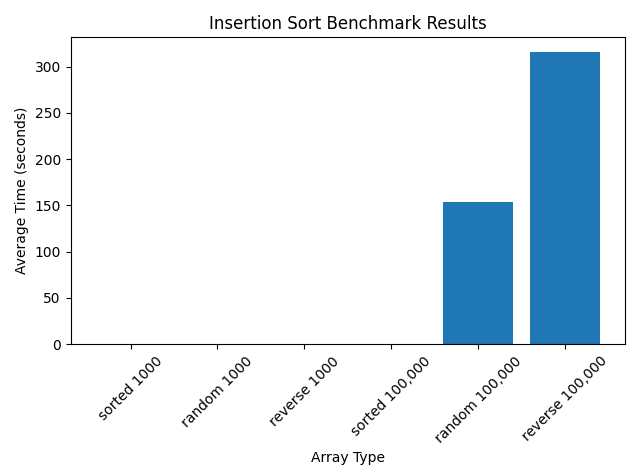 Insertion Sort Benchmark Results
Average Time (seconds)
300
250
200
150
100
50
0
sorted 1000
random 1000
reverse 1000
sorted 100,000
random 100,000
reverse 100,000
Array Type